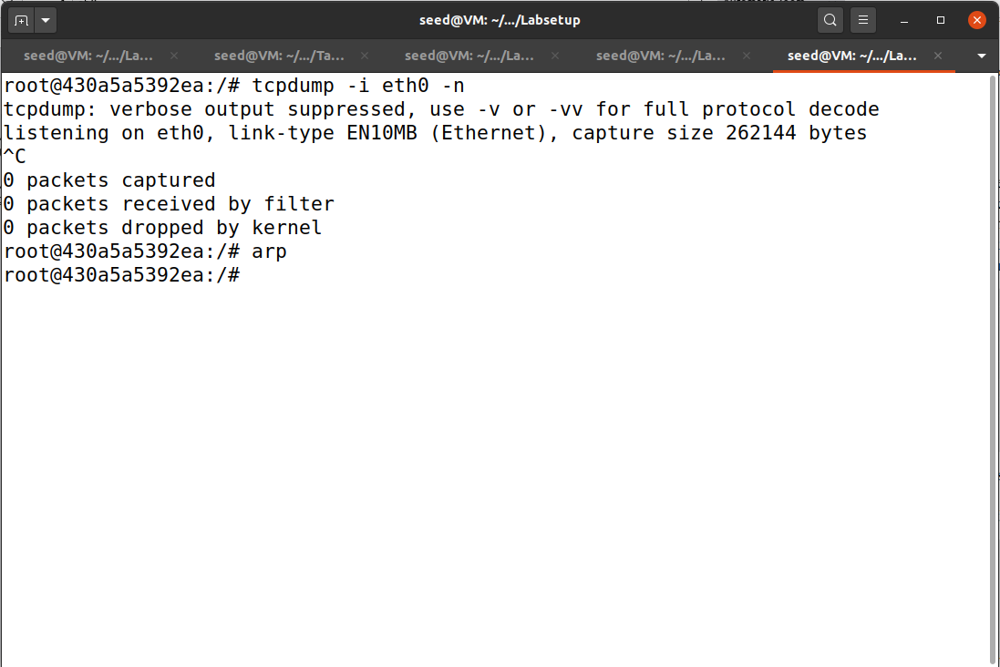 seed@VM: ~/.../Labsetup
seed@VM: ~/.../La...
seed@VM: ~/.../Ta...
seed@VM: ~/.../La...
seed@VM: ~/.../La...
seed@VM: ~/.../La...
root@430a5a5392ea:/# tcpdump -i eth0 -n
tcpdump: verbose output suppressed, use -v or -vv for full protocol decode
listening on eth0, link-type EN10MB (Ethernet), capture size 262144 bytes
^C
0 packets captured
0 packets received by filter
0 packets dropped by kernel
root@430a5a5392ea:/# arp
root@430a5a5392ea:/#